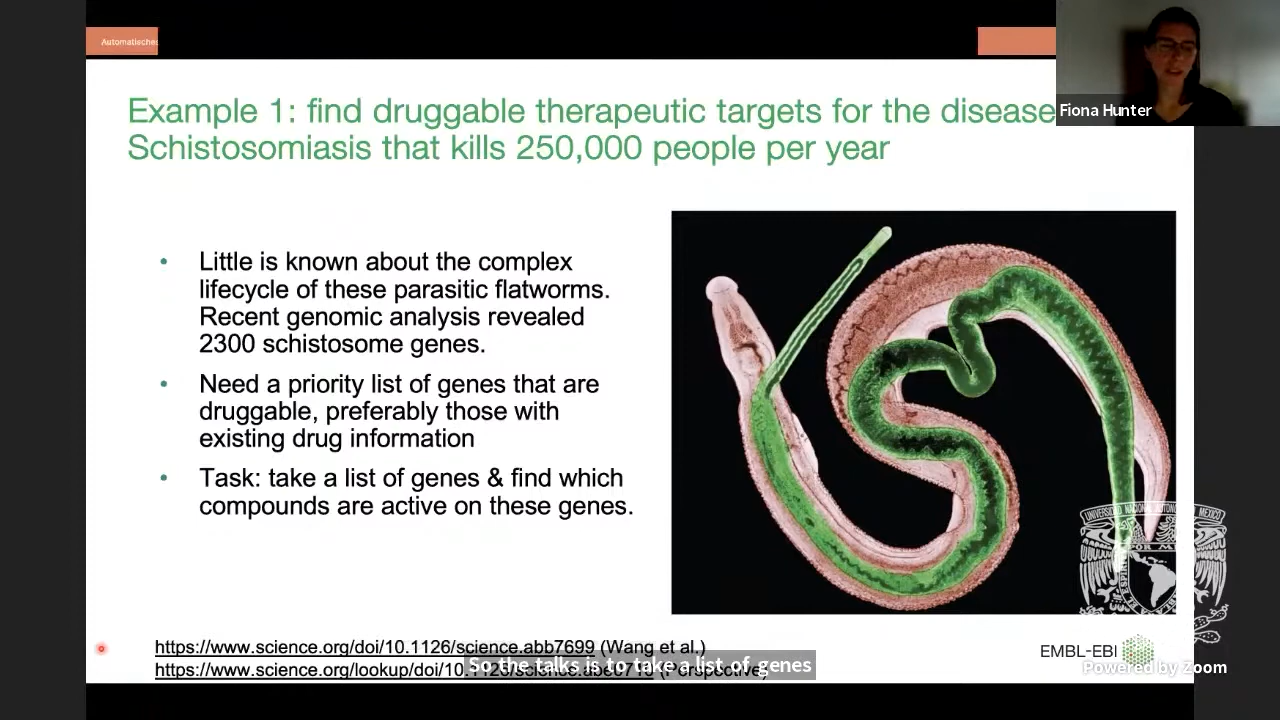 Automatisches
Fiona Hunter
Example 1: find druggable therapeutic targets for the disease
Schistosomiasis that kills 250,000 people per year
• Little is known about the complex
lifecycle of these parasitic flatworms.
Recent genomic analysis revealed
2300 schistosome genes.
• Need a priority list of genes that are
druggable, preferably those with
existing drug information
• Task: take a list of genes & find which
compounds are active on these genes.
https://www.science.org/doi/10.1126/science.abb7699 (Wang et al.)
https://www.science.org/lookup/doi/10. (Perspective)
So the talks is to take a list of genes
EMBL-EBI
Powered by Zoom